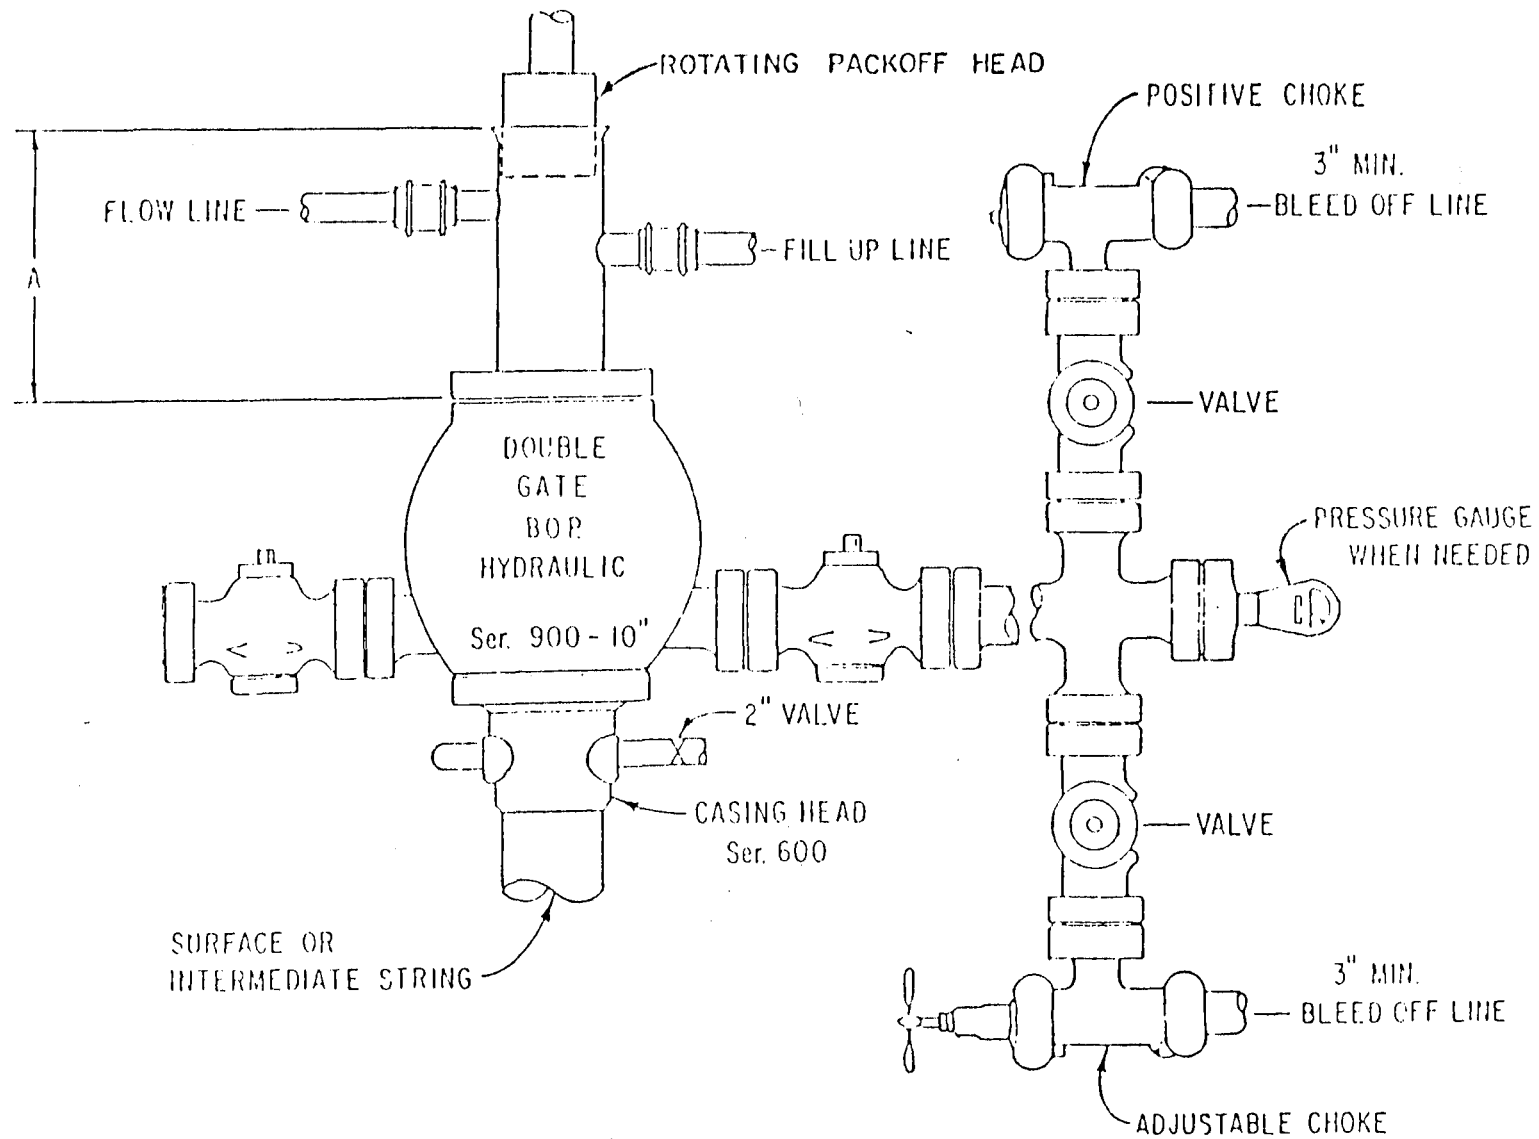 ROTATING PACKOFF HEAD
POSITIVE CHOKE
3" MIN.
BLEED OFF LINE
FLOW LINE
FILL UP LINE
A
VALVE
DOUBLE
GATE
B.O.P.
HYDRAULIC
Ser. 900-10"
PRESSURE GAUGE
WHEN NEEDED
2" VALVE
CASING HEAD
Ser. 600
VALVE
SURFACE OR
INTERMEDIATE STRING
3" MIN.
BLEED OFF LINE
ADJUSTABLE CHOKE